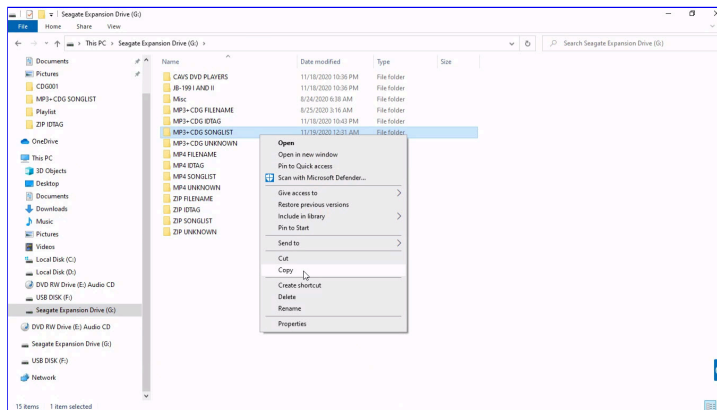 Seagate Expansion Drive (G:)
File Home Share View
This PC > Seagate Expansion Drive (G:) >
Search Seagate Expansion Drive (G:)
Name Date modified Type Size
Documents
Pictures
CDG001
MP3+CDG SONGLIST
Playlist
ZIP IDTAG
OneDrive
This PC
3D Objects
Desktop
Documents
Downloads
Music
Pictures
Videos
Local Disk (C:)
Local Disk (D:)
DVD RW Drive (E:) Audio CD
USB DISK (F:)
Seagate Expansion Drive (G:)
DVD RW Drive (E:) Audio CD
Seagate Expansion Drive (G:)
USB DISK (F:)
Network
CAVS DVD PLAYERS 11/18/2020 10:36 PM File folder
JB-199 I AND II 11/18/2020 10:36 PM File folder
Misc 8/24/2020 6:38 AM File folder
MP3+CDG FILENAME 8/25/2020 3:16 AM File folder
MP3+CDG IDTAG 11/18/2020 10:43 PM File folder
MP3+CDG SONGLIST 11/19/2020 12:31 AM File folder
MP3+CDG UNKNOWN
MP4 FILENAME
MP4 IDTAG
MP4 SONGLIST
MP4 UNKNOWN
ZIP FILENAME
ZIP IDTAG
ZIP SONGLIST
ZIP UNKNOWN
Open
Open in new window
Pin to Quick access
Scan with Microsoft Defender...
Give access to
Restore previous versions
Include in library
Pin to Start
Send to
Cut
Copy
Create shortcut
Delete
Rename
Properties
15 items 1 item selected